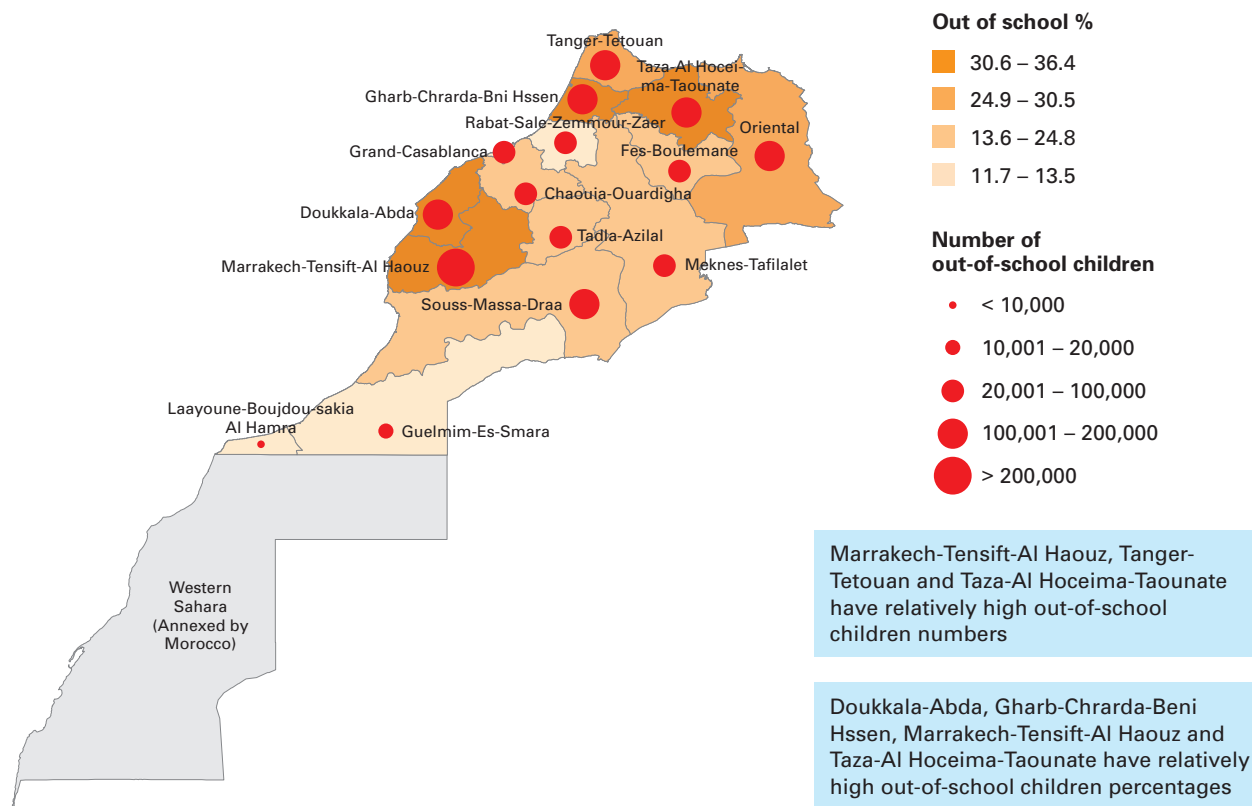 Tanger-Tetouan
Taza-Al Hocei-
ma-Taounate
Gharb-Chrarda-Bni Hssen
Rabat-Sale-Zemmour-Zaer
Oriental
Grand-Casablanca
Fes-Boulemane
Chaouia-Ouardigha
Doukkala-Abda
Tadla-Azilal
Marrakech-Tensift-Al Haouz
Meknes-Tafilalet
Souss-Massa-Draa
Laayoune-Boujdou-sakia
Al Hamra
Guelmim-Es-Smara
Western
Sahara
(Annexed by
Morocco)
Out of school %
30.6 – 36.4
24.9 – 30.5
13.6 – 24.8
11.7 – 13.5
Number of
out-of-school children
< 10,000
10,001 – 20,000
20,001 – 100,000
100,001 – 200,000
> 200,000
Marrakech-Tensift-Al Haouz, Tanger-
Tetouan and Taza-Al Hoceima-Taounate
have relatively high out-of-school
children numbers
Doukkala-Abda, Gharb-Chrarda-Beni
Hssen, Marrakech-Tensift-Al Haouz and
Taza-Al Hoceima-Taounate have relatively
high out-of-school children percentages